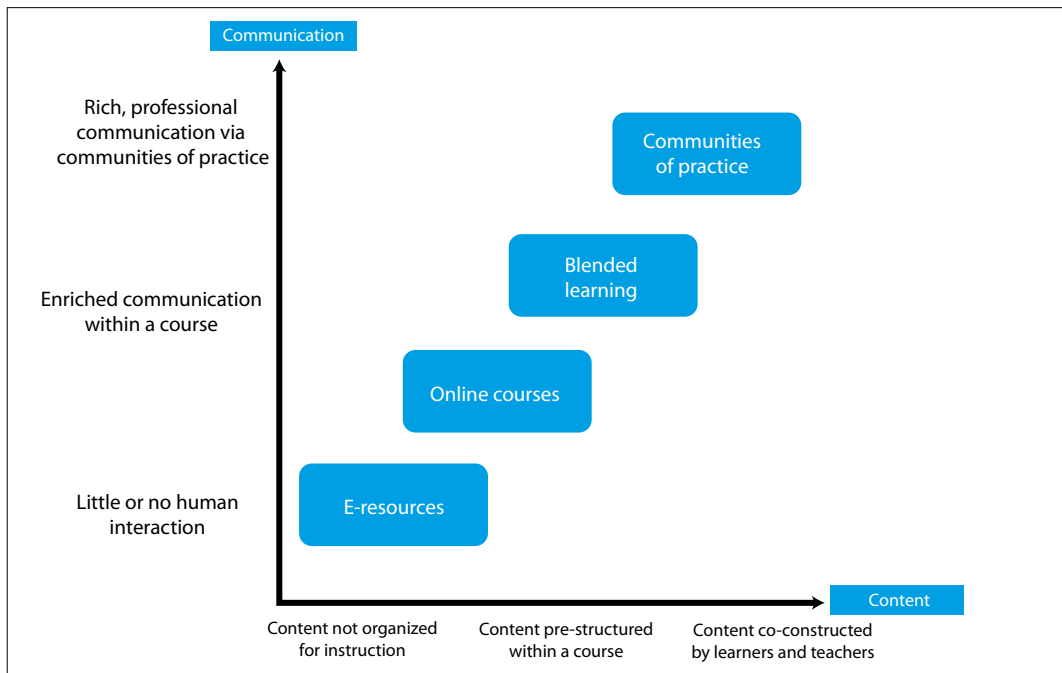 Communication
Rich, professional
communication via
communities of practice
Communities
of practice
Blended
learning
Enriched communication
within a course
Online courses
Little or no human
interaction
E-resources
Content
Content not organized
for instruction
Content pre-structured
within a course
Content co-constructed
by learners and teachers